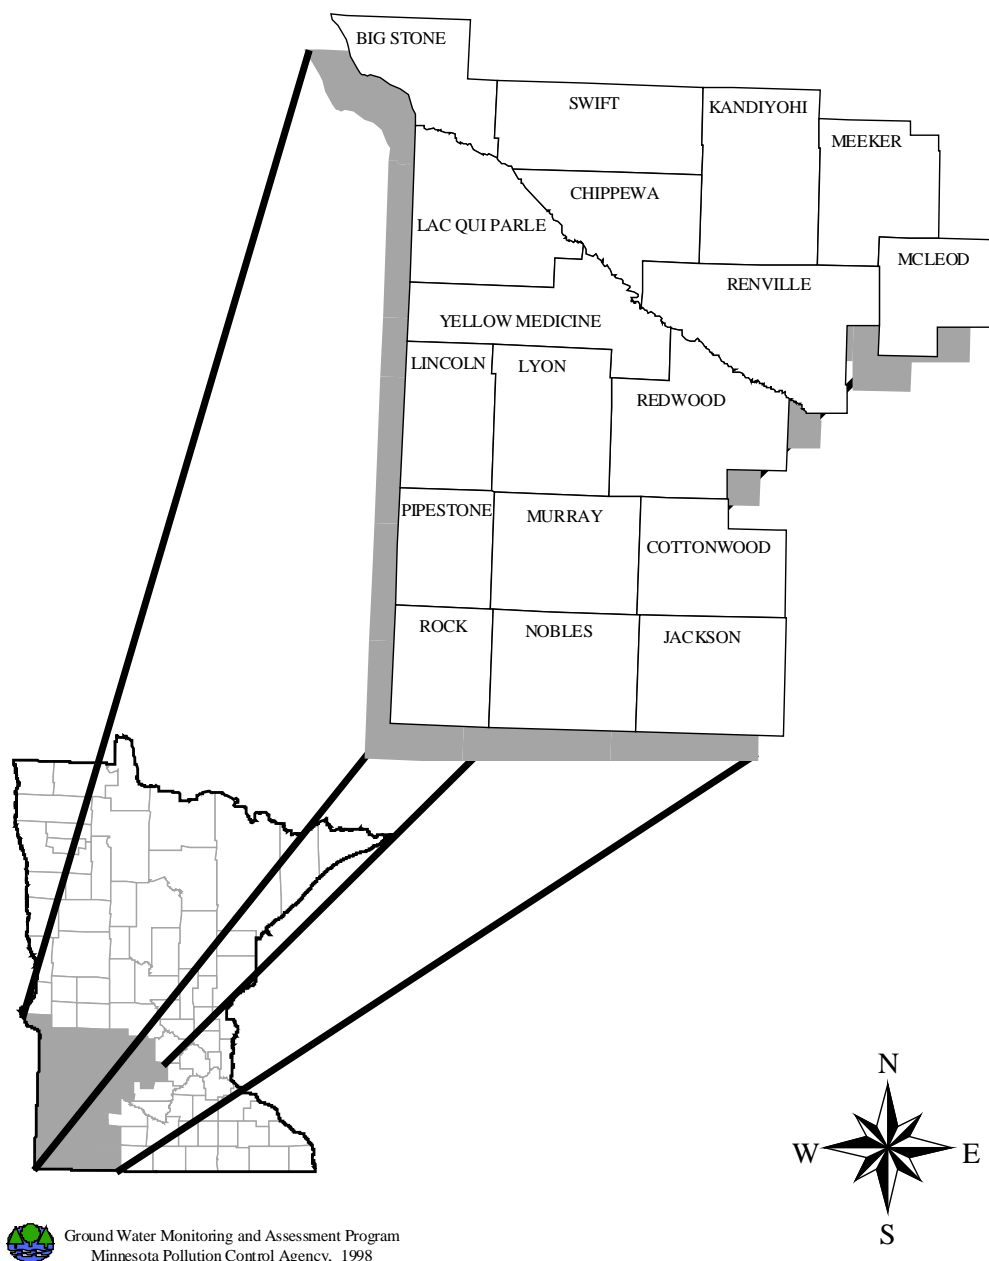 BIG STONE
SWIFT
KANDIYOHI
MEEKER
CHIPPEWA
LAC QUI PARLE
MCLEOD
RENVILLE
YELLOW MEDICINE
LINCOLN
LYON
REDWOOD
PIPESTONE
MURRAY
COTTONWOOD
ROCK
NOBLES
JACKSON
N
W
E
S
Ground Water Monitoring and Assessment Program
Minnesota Pollution Control Agency, 1998